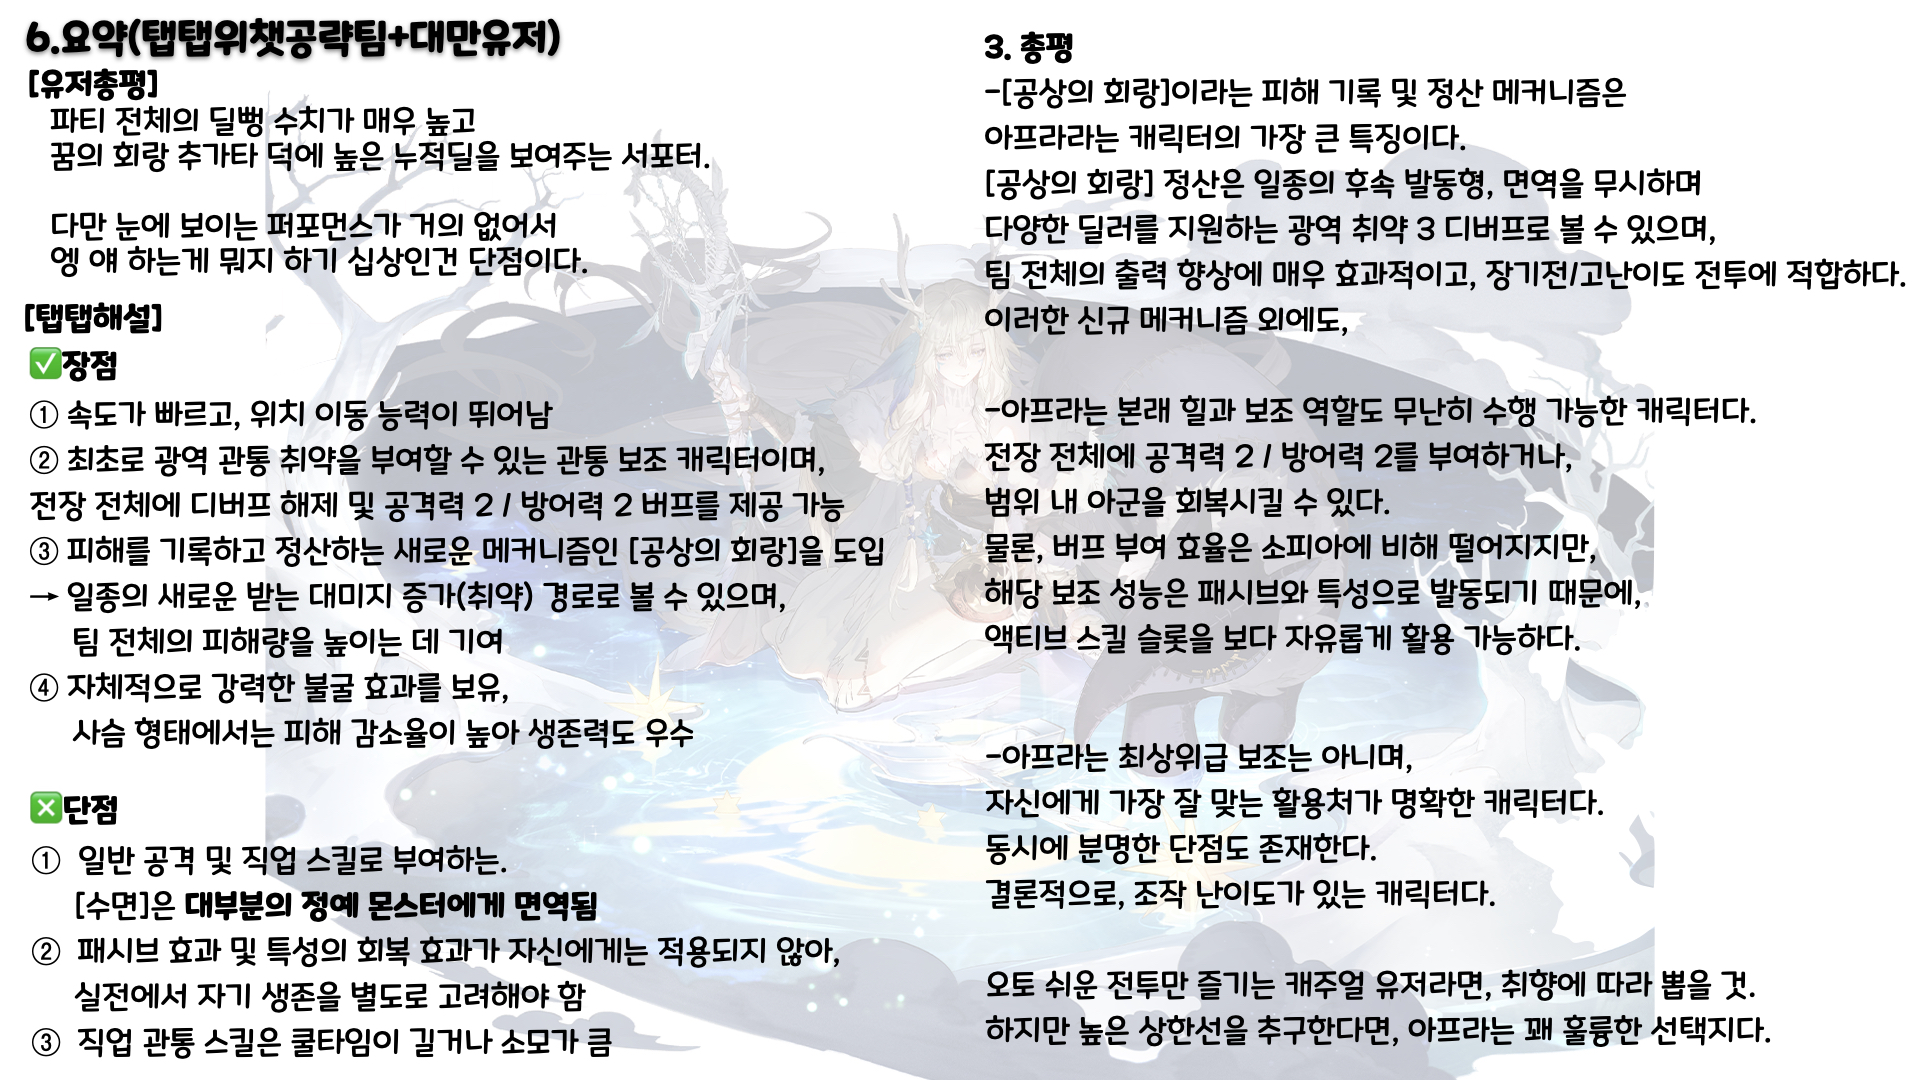 6.요약(탭탭위챗공략팀+대만유저)
[유저총평]
파티 전체의 딜뻥 수치가 매우 높고
꿈의 회랑 추가타 덕에 높은 누적딜을 보여주는 서포터.
다만 눈에 보이는 퍼포먼스가 거의 없어서
엥 얘 하는게 뭐지 하기 십상인건 단점이다.
[탭탭해설]
✅장점
① 속도가 빠르고, 위치 이동 능력이 뛰어남
② 최초로 광역 관통 취약을 부여할 수 있는 관통 보조 캐릭터이며,
전장 전체에 디버프 해제 및 공격력 2 / 방어력 2 버프를 제공 가능
③ 피해를 기록하고 정산하는 새로운 메커니즘인 [공상의 회랑]을 도입
→ 일종의 새로운 받는 대미지 증가(취약) 경로로 볼 수 있으며,
팀 전체의 피해량을 높이는 데 기여
④ 자체적으로 강력한 불굴 효과를 보유,
사슴 형태에서는 피해 감소율이 높아 생존력도 우수
❎단점
① 일반 공격 및 직업 스킬로 부여하는.
[수면]은 대부분의 정예 몬스터에게 면역됨
② 패시브 효과 및 특성의 회복 효과가 자신에게는 적용되지 않아,
실전에서 자기 생존을 별도로 고려해야 함
③ 직업 관통 스킬은 쿨타임이 길거나 소모가 큼
3. 총평
-[공상의 회랑]이라는 피해 기록 및 정산 메커니즘은
아프라라는 캐릭터의 가장 큰 특징이다.
[공상의 회랑] 정산은 일종의 후속 발동형, 면역을 무시하며
다양한 딜러를 지원하는 광역 취약 3 디버프로 볼 수 있으며,
팀 전체의 출력 향상에 매우 효과적이고, 장기전/고난이도 전투에 적합하다.
이러한 신규 메커니즘 외에도,
-아프라는 본래 힐과 보조 역할도 무난히 수행 가능한 캐릭터다.
전장 전체에 공격력 2 / 방어력 2를 부여하거나,
범위 내 아군을 회복시킬 수 있다.
물론, 버프 부여 효율은 소피아에 비해 떨어지지만,
해당 보조 성능은 패시브와 특성으로 발동되기 때문에,
액티브 스킬 슬롯을 보다 자유롭게 활용 가능하다.
-아프라는 최상위급 보조는 아니며,
자신에게 가장 잘 맞는 활용처가 명확한 캐릭터다.
동시에 분명한 단점도 존재한다.
결론적으로, 조작 난이도가 있는 캐릭터다.
오토 쉬운 전투만 즐기는 캐주얼 유저라면, 취향에 따라 뽑을 것.
하지만 높은 상한선을 추구한다면, 아프라는 꽤 훌륭한 선택지다.